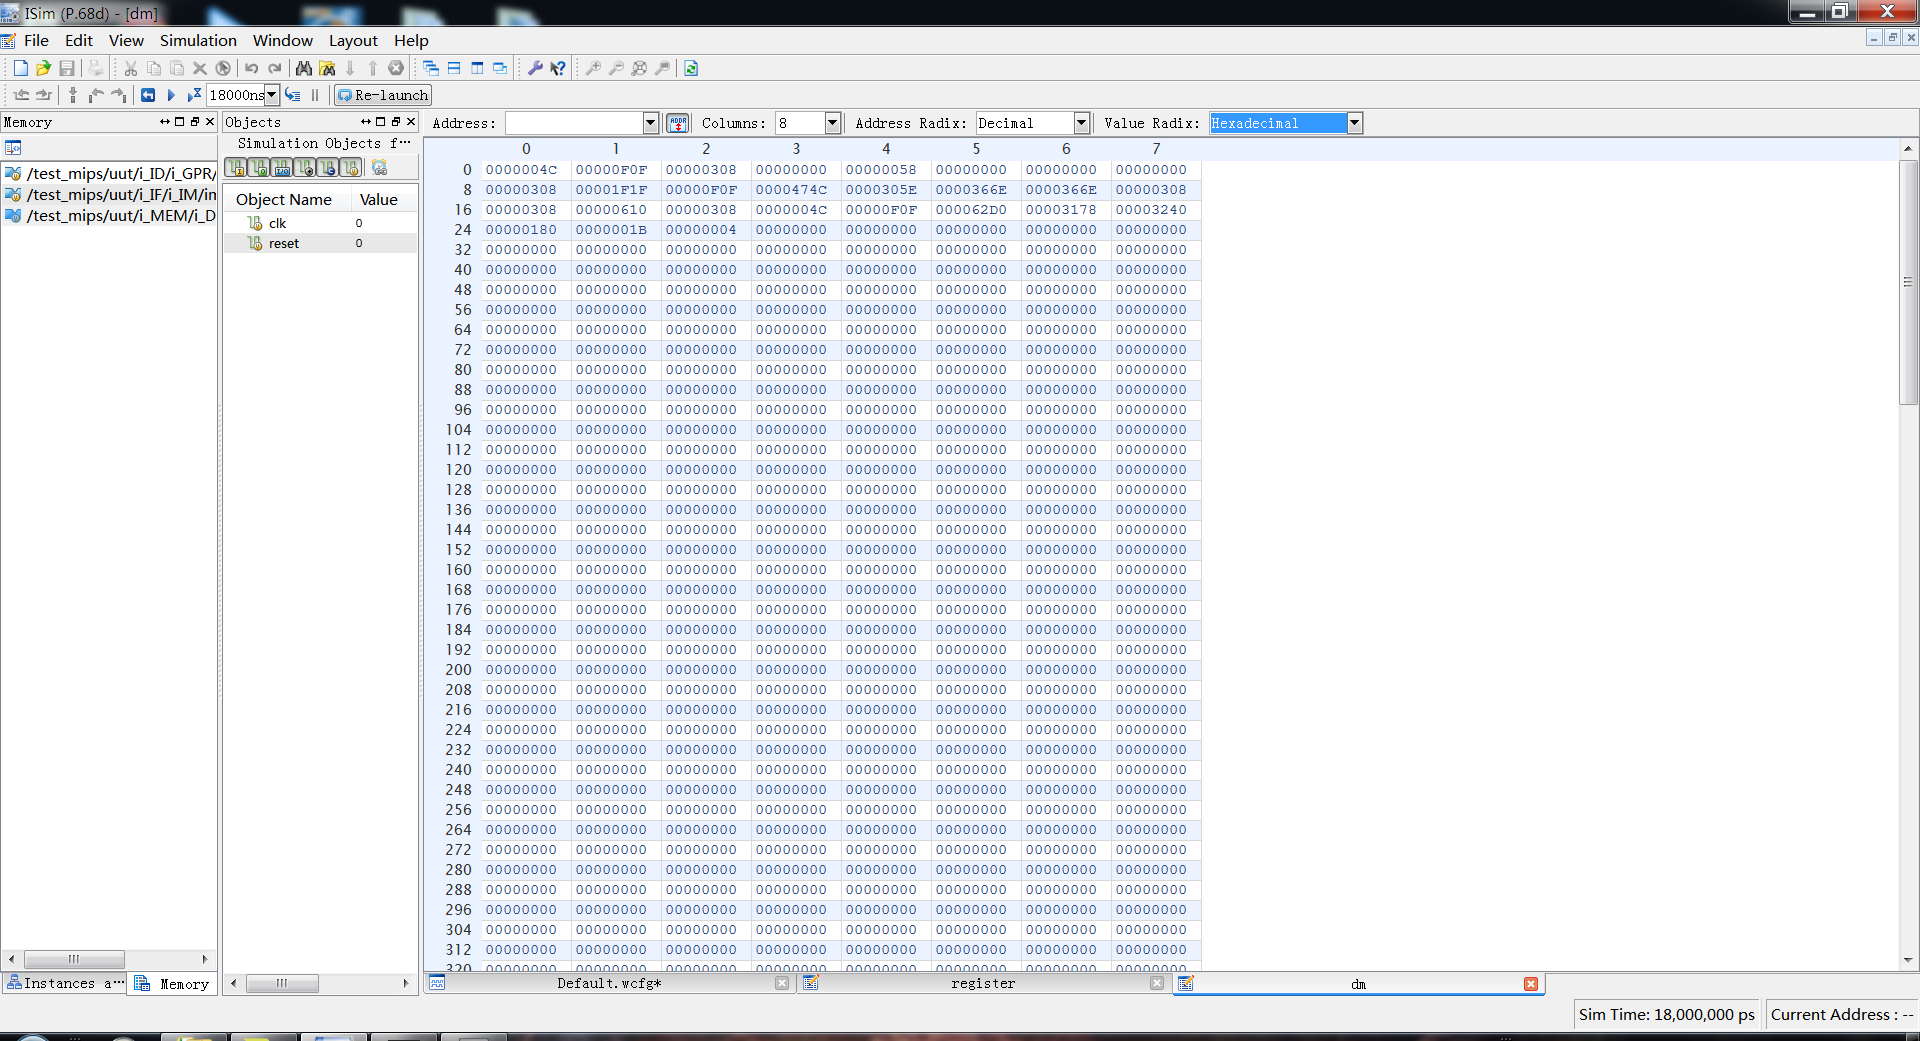 ISim (P.68d) - [dm]
File Edit View Simulation Window Layout Help
18000ns Re-launch
Memory
/test_mips/uut/i_ID/i_GPR/
/test_mips/uut/i_IF/i_IM/in
/test_mips/uut/i_MEM/i_D
Instances a··· Memory
Objects
Simulation Objects f···
Object Name Value
clk 0
reset 0
Address: Columns: 8 Address Radix: Decimal Value Radix: Hexadecimal
0 1 2 3 4 5 6 7
0 0000004C 00000F0F 00000308 00000000 00000058 00000000 00000000 00000000
8 00000308 00001F1F 00000F0F 0000474C 0000305E 0000366E 0000366E 00000308
16 00000308 00000610 00000308 0000004C 00000F0F 000062D0 00003178 00003240
24 00000180 0000001B 00000004 00000000 00000000 00000000 00000000 00000000
32 00000000 00000000 00000000 00000000 00000000 00000000 00000000 00000000
40 00000000 00000000 00000000 00000000 00000000 00000000 00000000 00000000
48 00000000 00000000 00000000 00000000 00000000 00000000 00000000 00000000
56 00000000 00000000 00000000 00000000 00000000 00000000 00000000 00000000
64 00000000 00000000 00000000 00000000 00000000 00000000 00000000 00000000
72 00000000 00000000 00000000 00000000 00000000 00000000 00000000 00000000
80 00000000 00000000 00000000 00000000 00000000 00000000 00000000 00000000
88 00000000 00000000 00000000 00000000 00000000 00000000 00000000 00000000
96 00000000 00000000 00000000 00000000 00000000 00000000 00000000 00000000
104 00000000 00000000 00000000 00000000 00000000 00000000 00000000 00000000
112 00000000 00000000 00000000 00000000 00000000 00000000 00000000 00000000
120 00000000 00000000 00000000 00000000 00000000 00000000 00000000 00000000
128 00000000 00000000 00000000 00000000 00000000 00000000 00000000 00000000
136 00000000 00000000 00000000 00000000 00000000 00000000 00000000 00000000
144 00000000 00000000 00000000 00000000 00000000 00000000 00000000 00000000
152 00000000 00000000 00000000 00000000 00000000 00000000 00000000 00000000
160 00000000 00000000 00000000 00000000 00000000 00000000 00000000 00000000
168 00000000 00000000 00000000 00000000 00000000 00000000 00000000 00000000
176 00000000 00000000 00000000 00000000 00000000 00000000 00000000 00000000
184 00000000 00000000 00000000 00000000 00000000 00000000 00000000 00000000
192 00000000 00000000 00000000 00000000 00000000 00000000 00000000 00000000
200 00000000 00000000 00000000 00000000 00000000 00000000 00000000 00000000
208 00000000 00000000 00000000 00000000 00000000 00000000 00000000 00000000
216 00000000 00000000 00000000 00000000 00000000 00000000 00000000 00000000
224 00000000 00000000 00000000 00000000 00000000 00000000 00000000 00000000
232 00000000 00000000 00000000 00000000 00000000 00000000 00000000 00000000
240 00000000 00000000 00000000 00000000 00000000 00000000 00000000 00000000
248 00000000 00000000 00000000 00000000 00000000 00000000 00000000 00000000
256 00000000 00000000 00000000 00000000 00000000 00000000 00000000 00000000
264 00000000 00000000 00000000 00000000 00000000 00000000 00000000 00000000
272 00000000 00000000 00000000 00000000 00000000 00000000 00000000 00000000
280 00000000 00000000 00000000 00000000 00000000 00000000 00000000 00000000
288 00000000 00000000 00000000 00000000 00000000 00000000 00000000 00000000
296 00000000 00000000 00000000 00000000 00000000 00000000 00000000 00000000
304 00000000 00000000 00000000 00000000 00000000 00000000 00000000 00000000
312 00000000 00000000 00000000 00000000 00000000 00000000 00000000 00000000
320 00000000 00000000 00000000 00000000 00000000 00000000 00000000 00000000
Default.wcfg* register dm
Sim Time: 18,000,000 ps Current Address : --